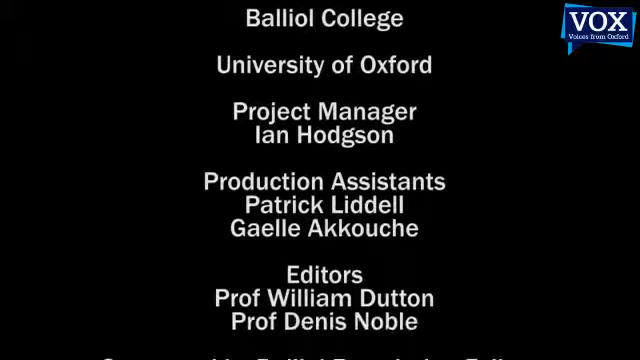 Balliol College
VOX
Voices from Oxford
University of Oxford
Project Manager
Ian Hodgson
Production Assistants
Patrick Liddell
Gaelle Akkouche
Editors
Prof William Dutton
Prof Denis Noble